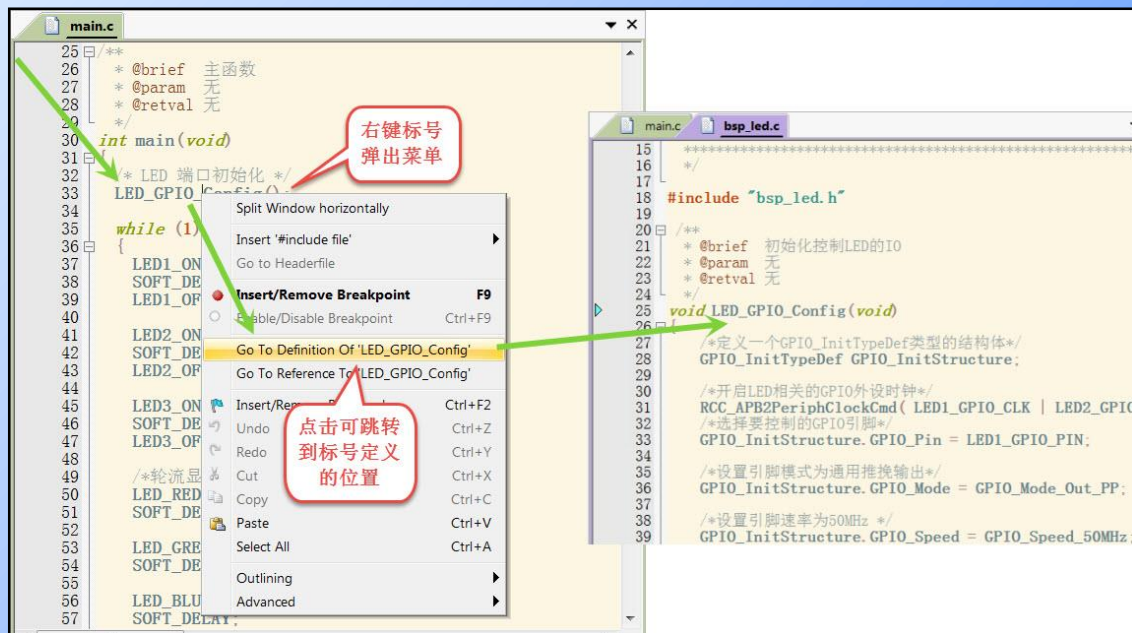 main.c
25 /**
26 * @brief 主函数
27 * @param 无
28 * @retval 无
29 */
30 int main(void)
31 {
32 /* LED 端口初始化 */
33 LED_GPIO_Config();
34
35 while (1)
36 {
37 LED1_ON
38 SOFT_DE
39 LED1_OF
40
41 LED2_ON
42 SOFT_DE
43 LED2_OF
44
45 LED3_ON
46 SOFT_DE
47 LED3_OF
48
49 /*轮流显
50 LED_RED
51 SOFT_DE
52
53 LED_GRE
54 SOFT_DE
55
56 LED_BLU
57 SOFT_DELAY;
右键标号
弹出菜单
Split Window horizontally
Insert '#include file'
Go to Headerfile
Insert/Remove Breakpoint F9
Enable/Disable Breakpoint Ctrl+F9
Go To Definition Of 'LED_GPIO_Config'
Go To Reference To 'LED_GPIO_Config'
Insert/Rem Ctrl+F2
Undo Ctrl+Z
Redo Ctrl+Y
Cut Ctrl+X
Copy Ctrl+C
Paste Ctrl+V
Select All Ctrl+A
Outlining
Advanced
点击可跳转
到标号定义
的位置
main.c bsp_led.c
15 ******************************************************************
16 */
17
18 #include "bsp_led.h"
19
20 /**
21 * @brief 初始化控制LED的IO
22 * @param 无
23 * @retval 无
24 */
25 void LED_GPIO_Config(void)
26 {
27 /*定义一个GPIO_InitTypeDef类型的结构体*/
28 GPIO_InitTypeDef GPIO_InitStructure;
29
30 /*开启LED相关的GPIO外设时钟*/
31 RCC_APB2PeriphClockCmd( LED1_GPIO_CLK | LED2_GPIO
32 /*选择要控制的GPIO引脚*/
33 GPIO_InitStructure.GPIO_Pin = LED1_GPIO_PIN;
34
35 /*设置引脚模式为通用推挽输出*/
36 GPIO_InitStructure.GPIO_Mode = GPIO_Mode_Out_PP;
37
38 /*设置引脚速率为50MHz */
39 GPIO_InitStructure.GPIO_Speed = GPIO_Speed_50MHz;